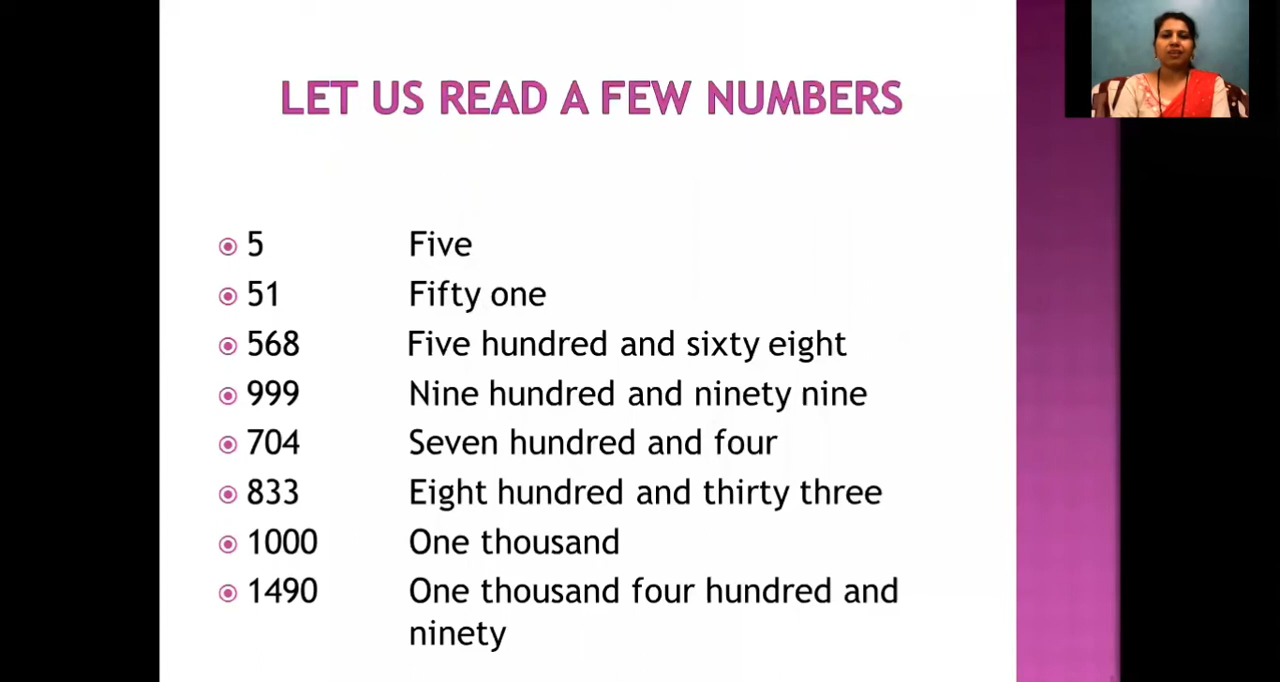 LET US READ A FEW NUMBERS
5 Five
51 Fifty one
568 Five hundred and sixty eight
999 Nine hundred and ninety nine
704 Seven hundred and four
833 Eight hundred and thirty three
1000 One thousand
1490 One thousand four hundred and
ninety